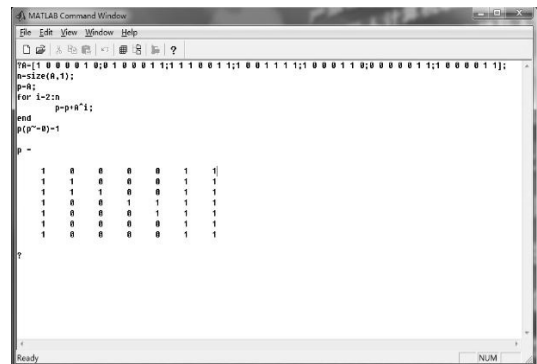 MATLAB Command Window
File Edit View Window Help
?A=[1 0 0 0 0 1 0;0 1 0 0 0 1 1;1 1 1 0 0 1 1;1 0 0 1 1 1 1;1 0 0 0 1 1 0;0 0 0 0 0 1 1;1 0 0 0 0 1 1];
n=size(A,1);
p=A;
for i=2:n
p=p+A^i;
end
p(p~=0)=1
p =
1 0 0 0 0 1 1
1 1 0 0 0 1 1
1 1 1 0 0 1 1
1 0 0 1 1 1 1
1 0 0 0 1 1 1
1 0 0 0 0 1 1
1 0 0 0 0 1 1
?
Ready NUM